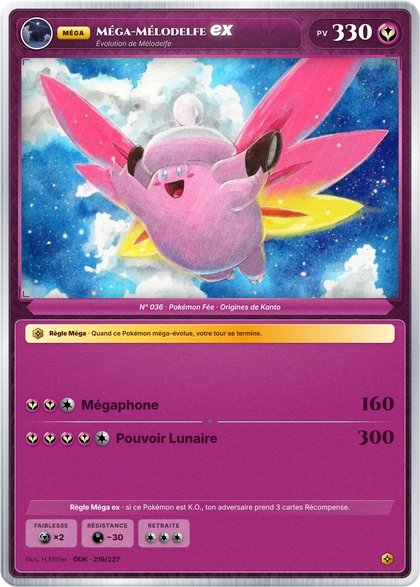 MÉGA MÉGA-MÉLODELFE ex PV 330
Évolution de Mélodelfe
N° 036 · Pokémon Fée · Origines de Kanto
Règle Méga · Quand ce Pokémon méga-évolue, votre tour se termine.
Mégaphone 160
Pouvoir Lunaire 300
Règle Méga ex · si ce Pokémon est K.O., ton adversaire prend 3 cartes Récompense.
FAIBLESSE RÉSISTANCE RETRAITE
×2 −30
Illus. H.Miller · ODK · 219/227